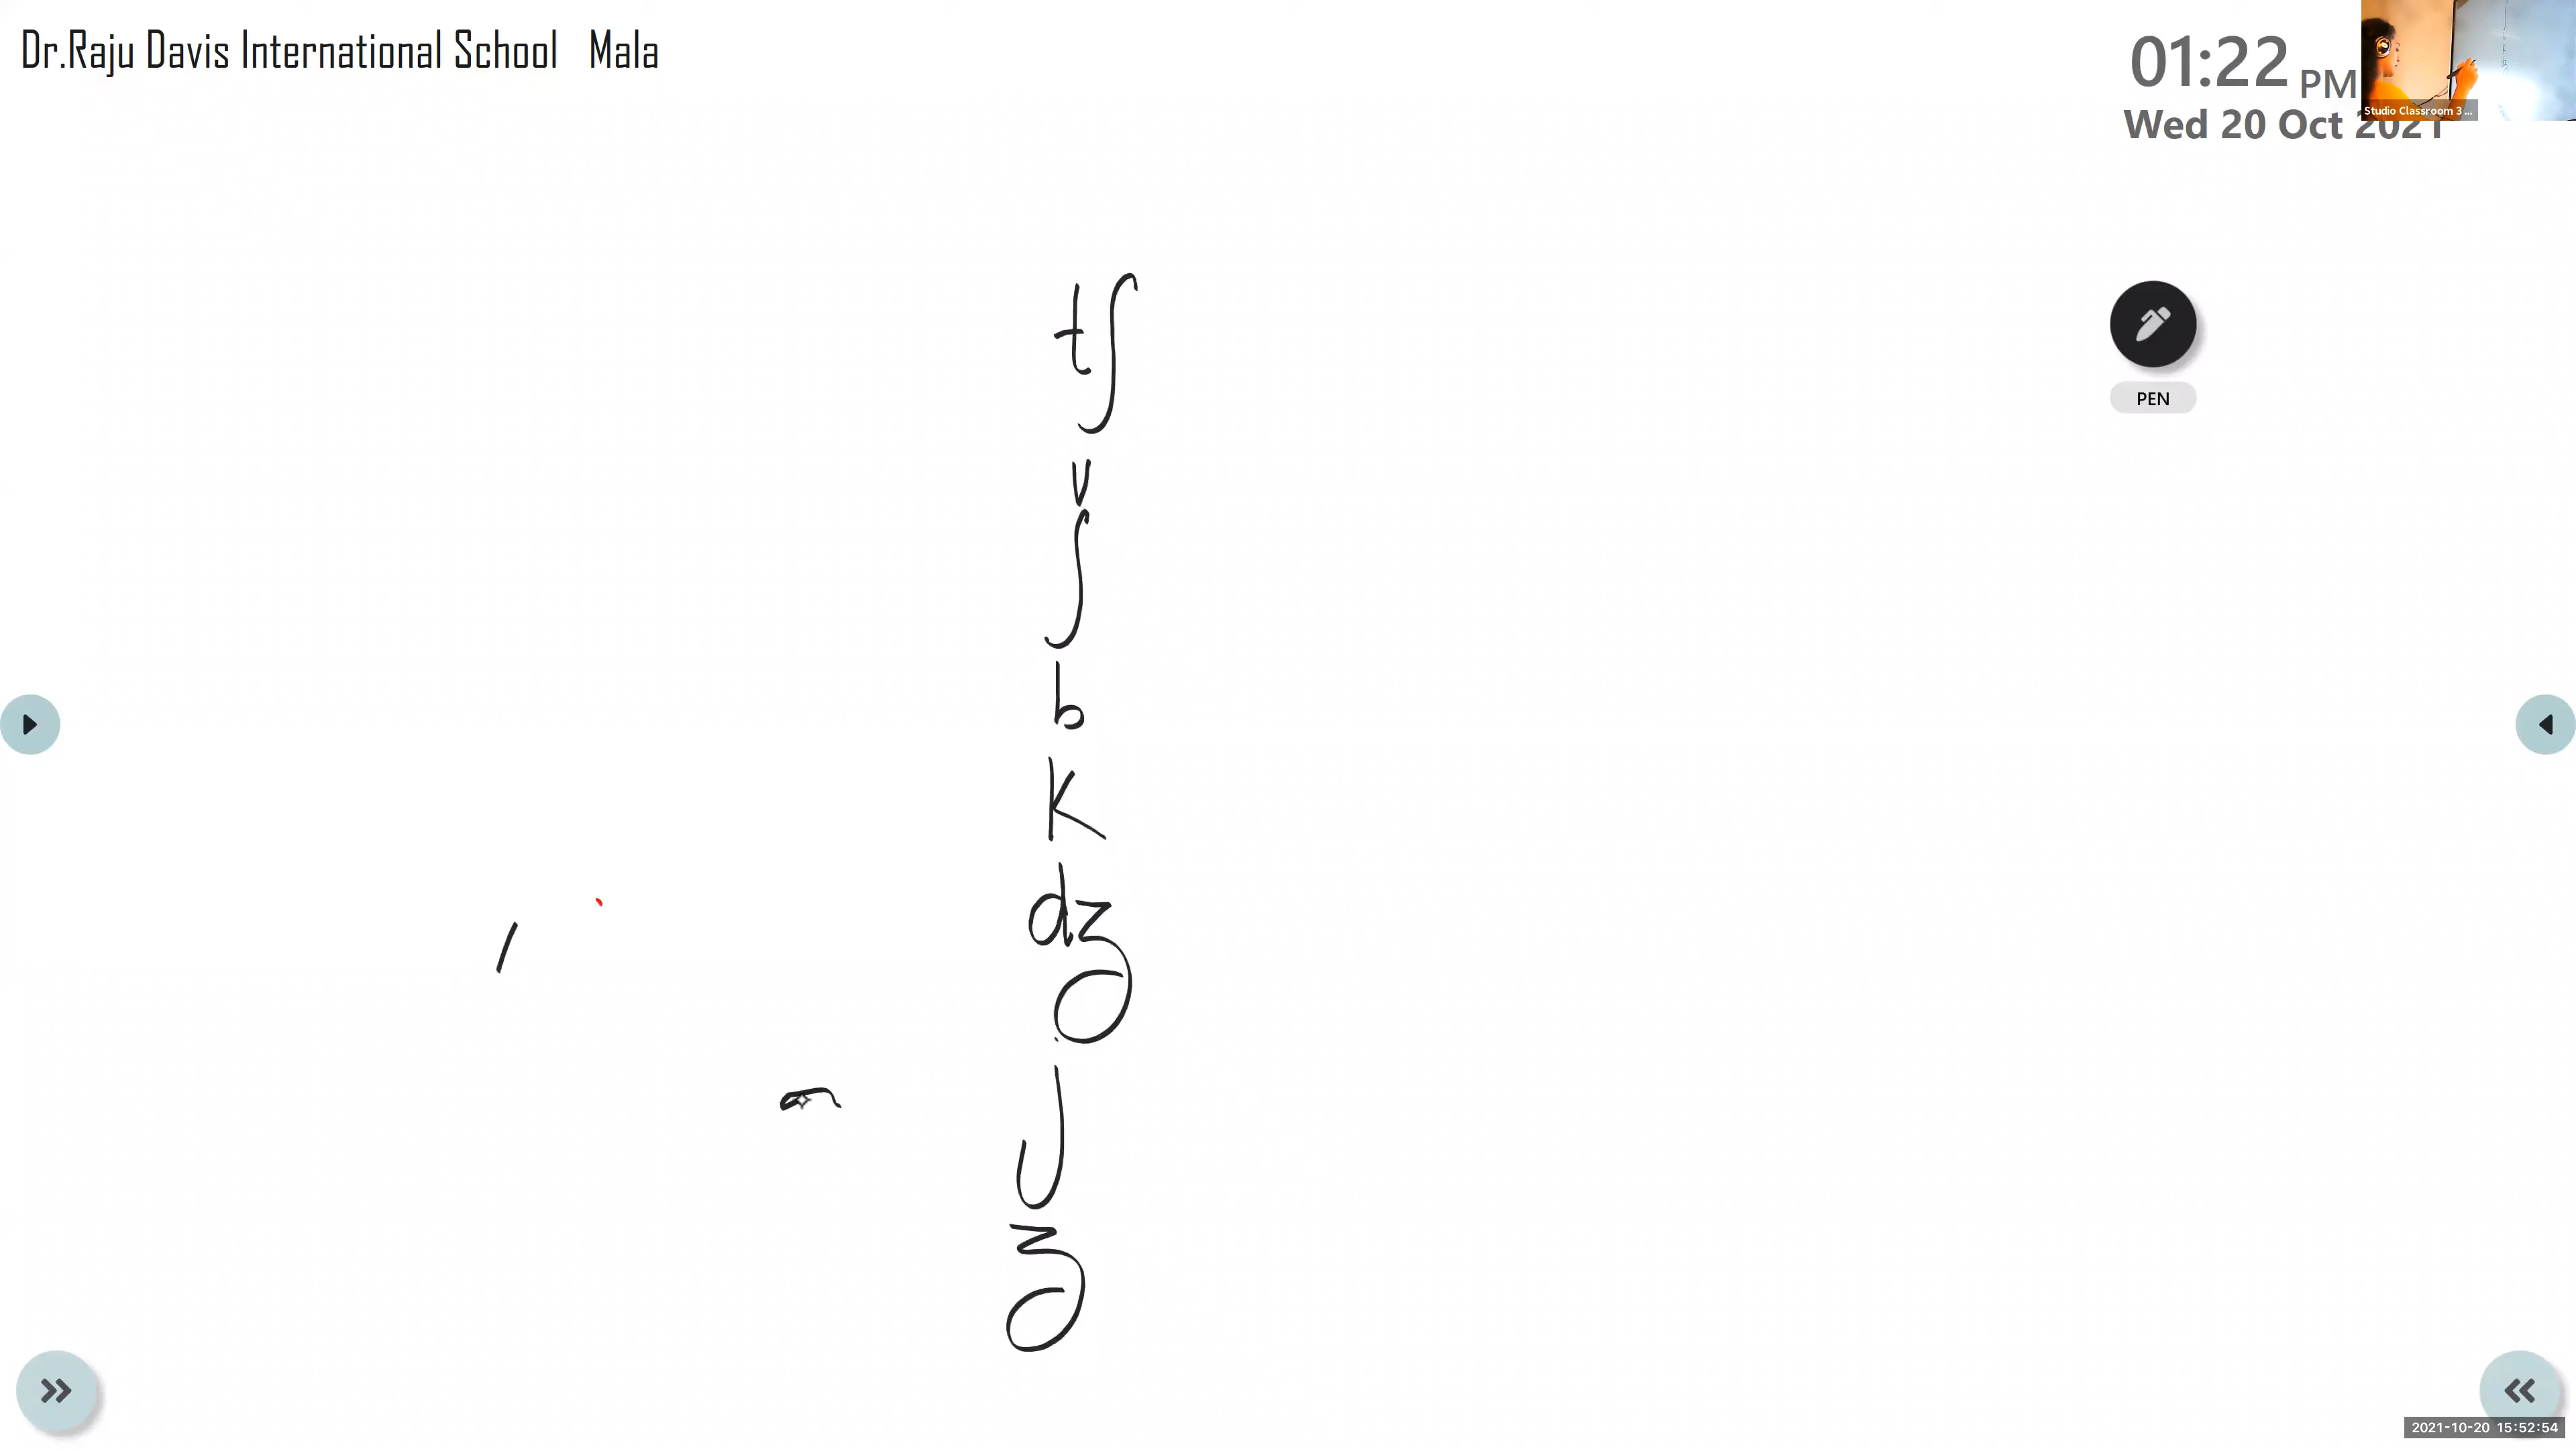 Dr.Raju Davis International School Mala
01:22 PM
Wed 20 Oct 2021
Studio Classroom 3 ...
tʃ
PEN
v
ʃ
b
k
dʒ
j
ʒ
2021-10-20 15:52:54